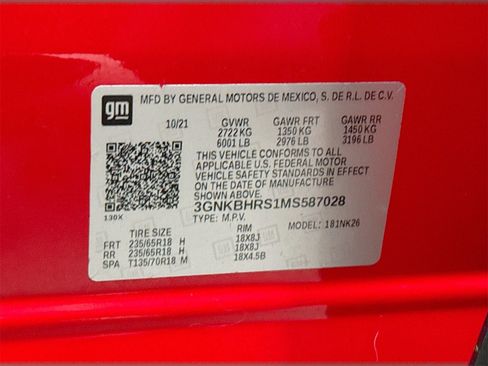 gm
MFD BY GENERAL MOTORS DE MEXICO, S. DE R.L. DE C.V.
10/21 GVWR GAWR FRT GAWR RR
2722 KG 1350 KG 1450 KG
6001 LB 2976 LB 3196 LB
THIS VEHICLE CONFORMS TO ALL
APPLICABLE U.S. FEDERAL MOTOR
VEHICLE SAFETY STANDARDS IN EFFECT
ON THE DATE OF MANUFACTURE
SHOWN ABOVE.
3GNKBHRS1MS587028
130X
TYPE: M.P.V. MODEL: 181NK26
TIRE SIZE RIM
FRT 235/65R18 H 18X8J
RR 235/65R18 H 18X8J
SPA T135/70R18 M 18X4.5B